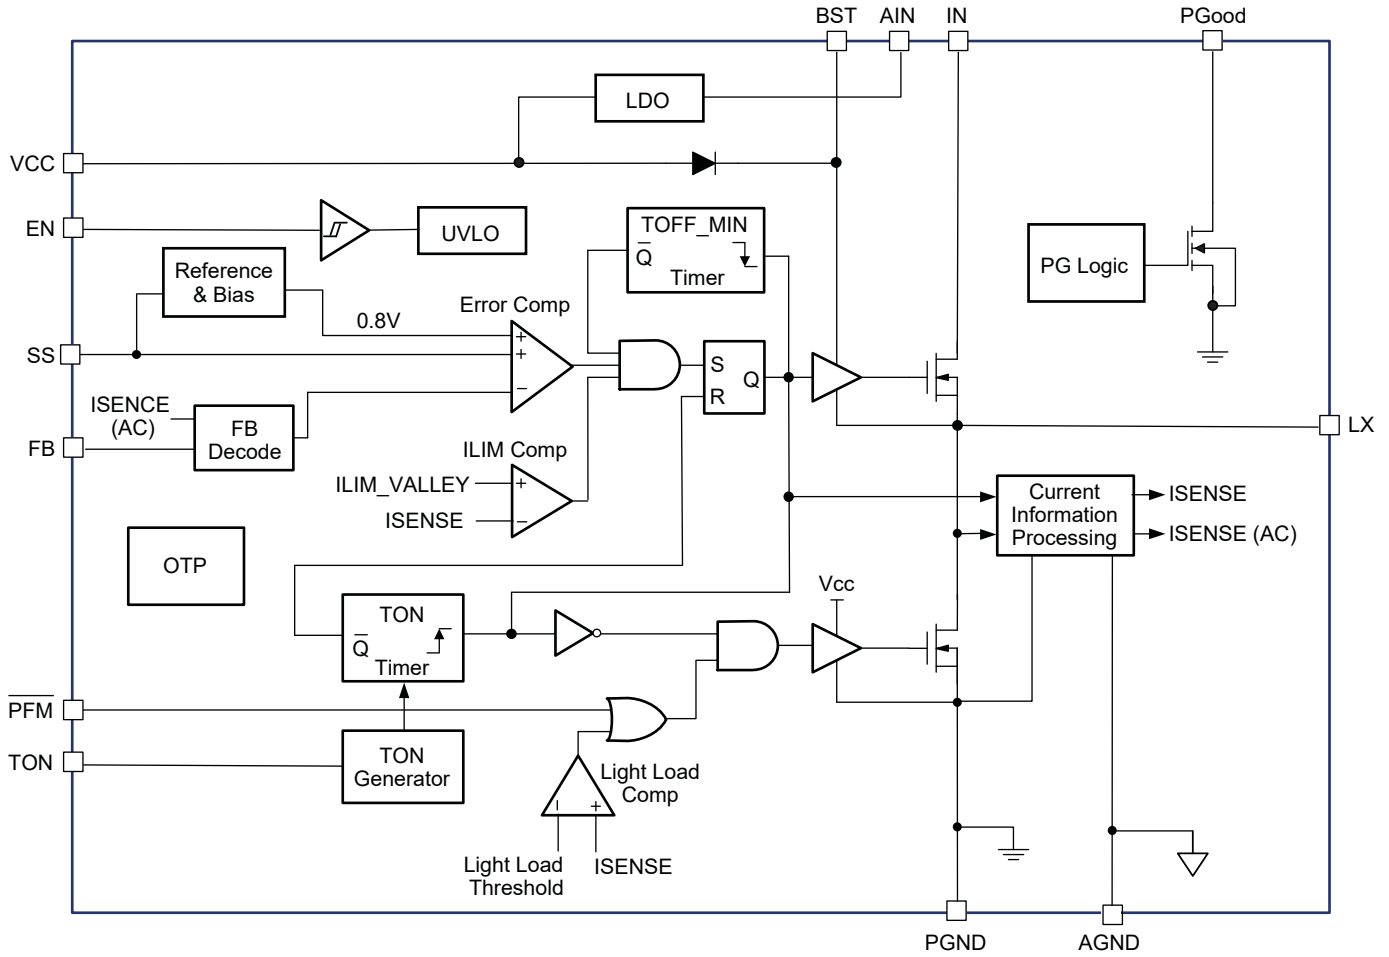 BST AIN IN PGood
LDO
VCC
EN
UVLO
TOFF_MIN
Q
Timer
PG Logic
Reference
& Bias
Error Comp
0.8V
+
SS
+
−
S
R
Q
ISENCE
(AC)
FB
FB
Decode
LX
ILIM Comp
ILIM_VALLEY
+
ISENSE
−
Current
Information
Processing
ISENSE
ISENSE (AC)
OTP
Vcc
TON
Q
Timer
PFM
TON
TON
Generator
Light Load
Comp
− +
Light Load
Threshold
ISENSE
PGND AGND